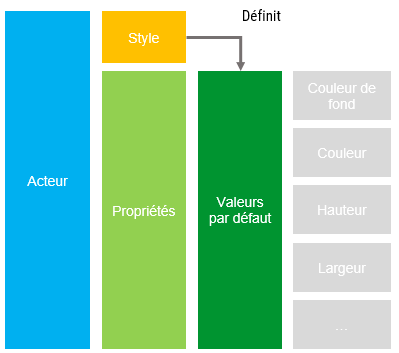 Définit
Style
Acteur
Propriétés
Valeurs
par défaut
Couleur de
fond
Couleur
Hauteur
Largeur
...